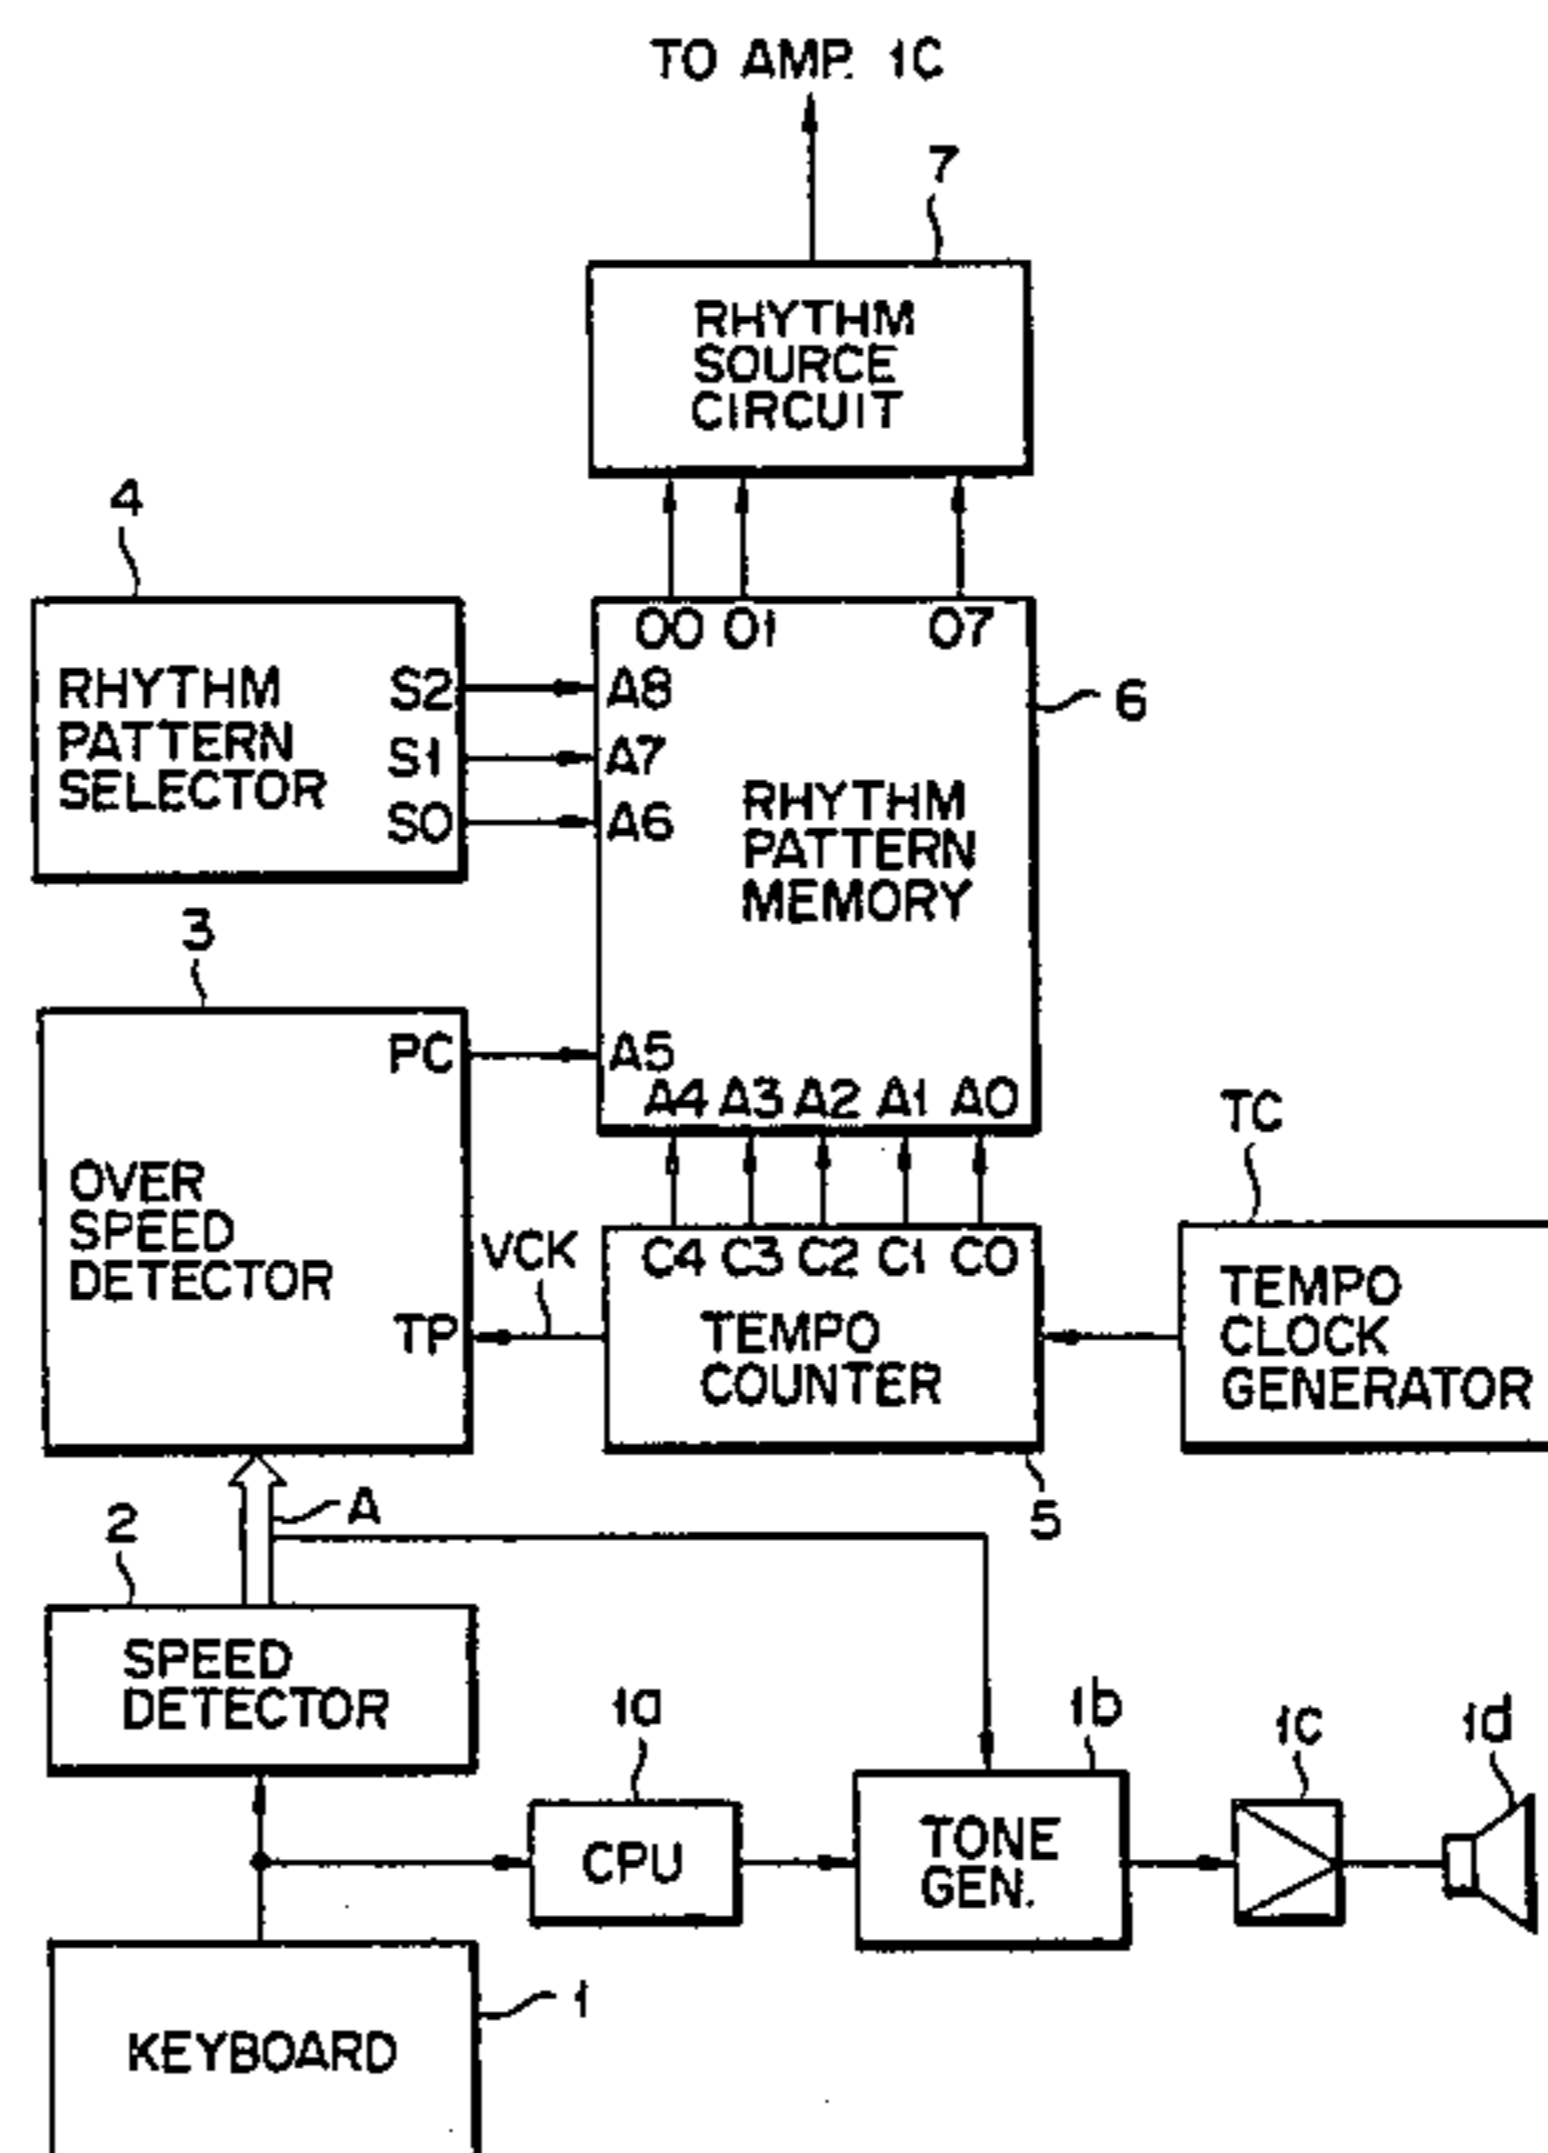 TO AMP. 1C
7
RHYTHM
SOURCE
CIRCUIT
4
O0 O1 O7
RHYTHM
PATTERN
SELECTOR
S2
S1
S0
A8
A7
A6
6
RHYTHM
PATTERN
MEMORY
3
PC
A5
A4 A3 A2 A1 A0
OVER
SPEED
DETECTOR
TP
VCK
C4 C3 C2 C1 C0
TEMPO
COUNTER
5
TC
TEMPO
CLOCK
GENERATOR
A
2
SPEED
DETECTOR
1a
CPU
1b
TONE
GEN.
1c
1d
1
KEYBOARD